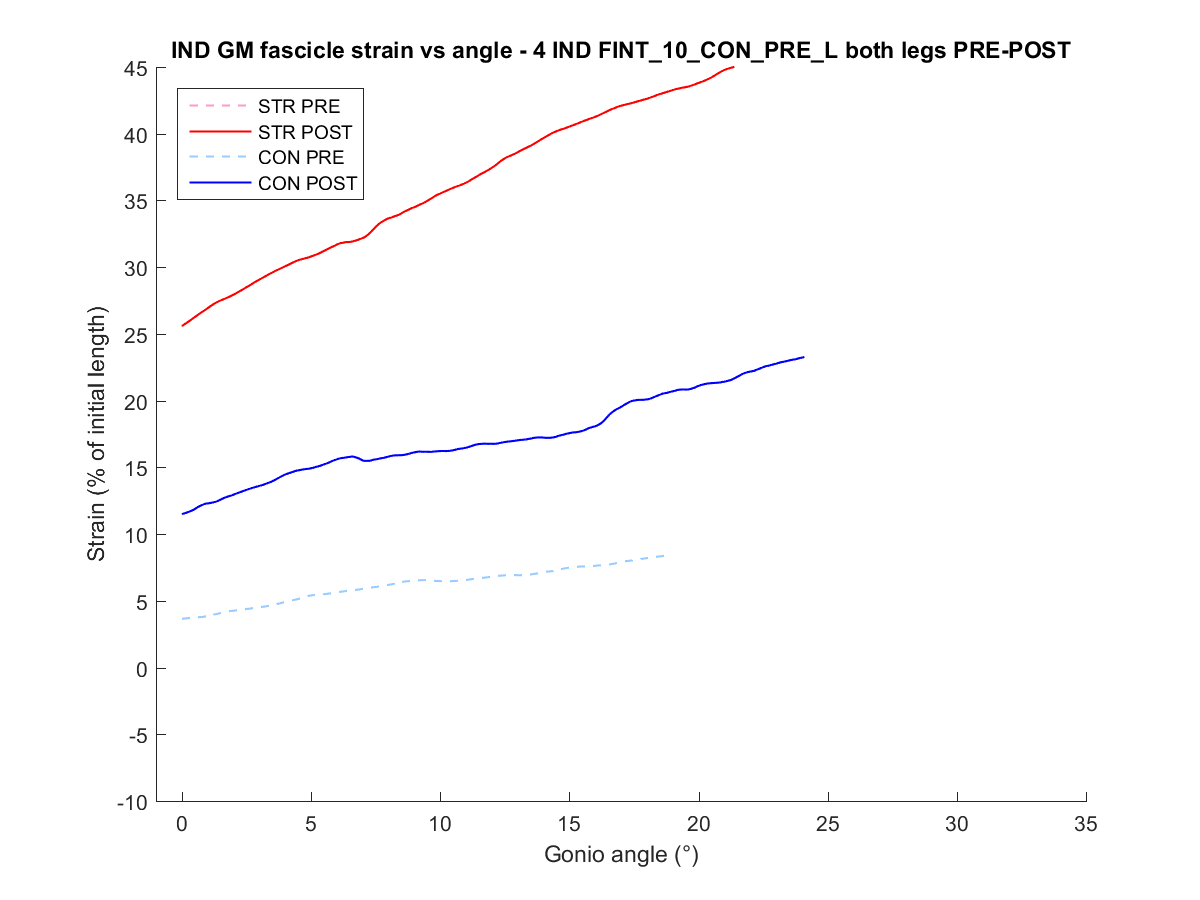 IND GM fascicle strain vs angle - 4 IND FINT_10_CON_PRE_L both legs PRE-POST
STR PRE
STR POST
CON PRE
CON POST
45
40
35
30
25
20
15
10
5
0
-5
-10
Strain (% of initial length)
0 5 10 15 20 25 30 35
Gonio angle (°)